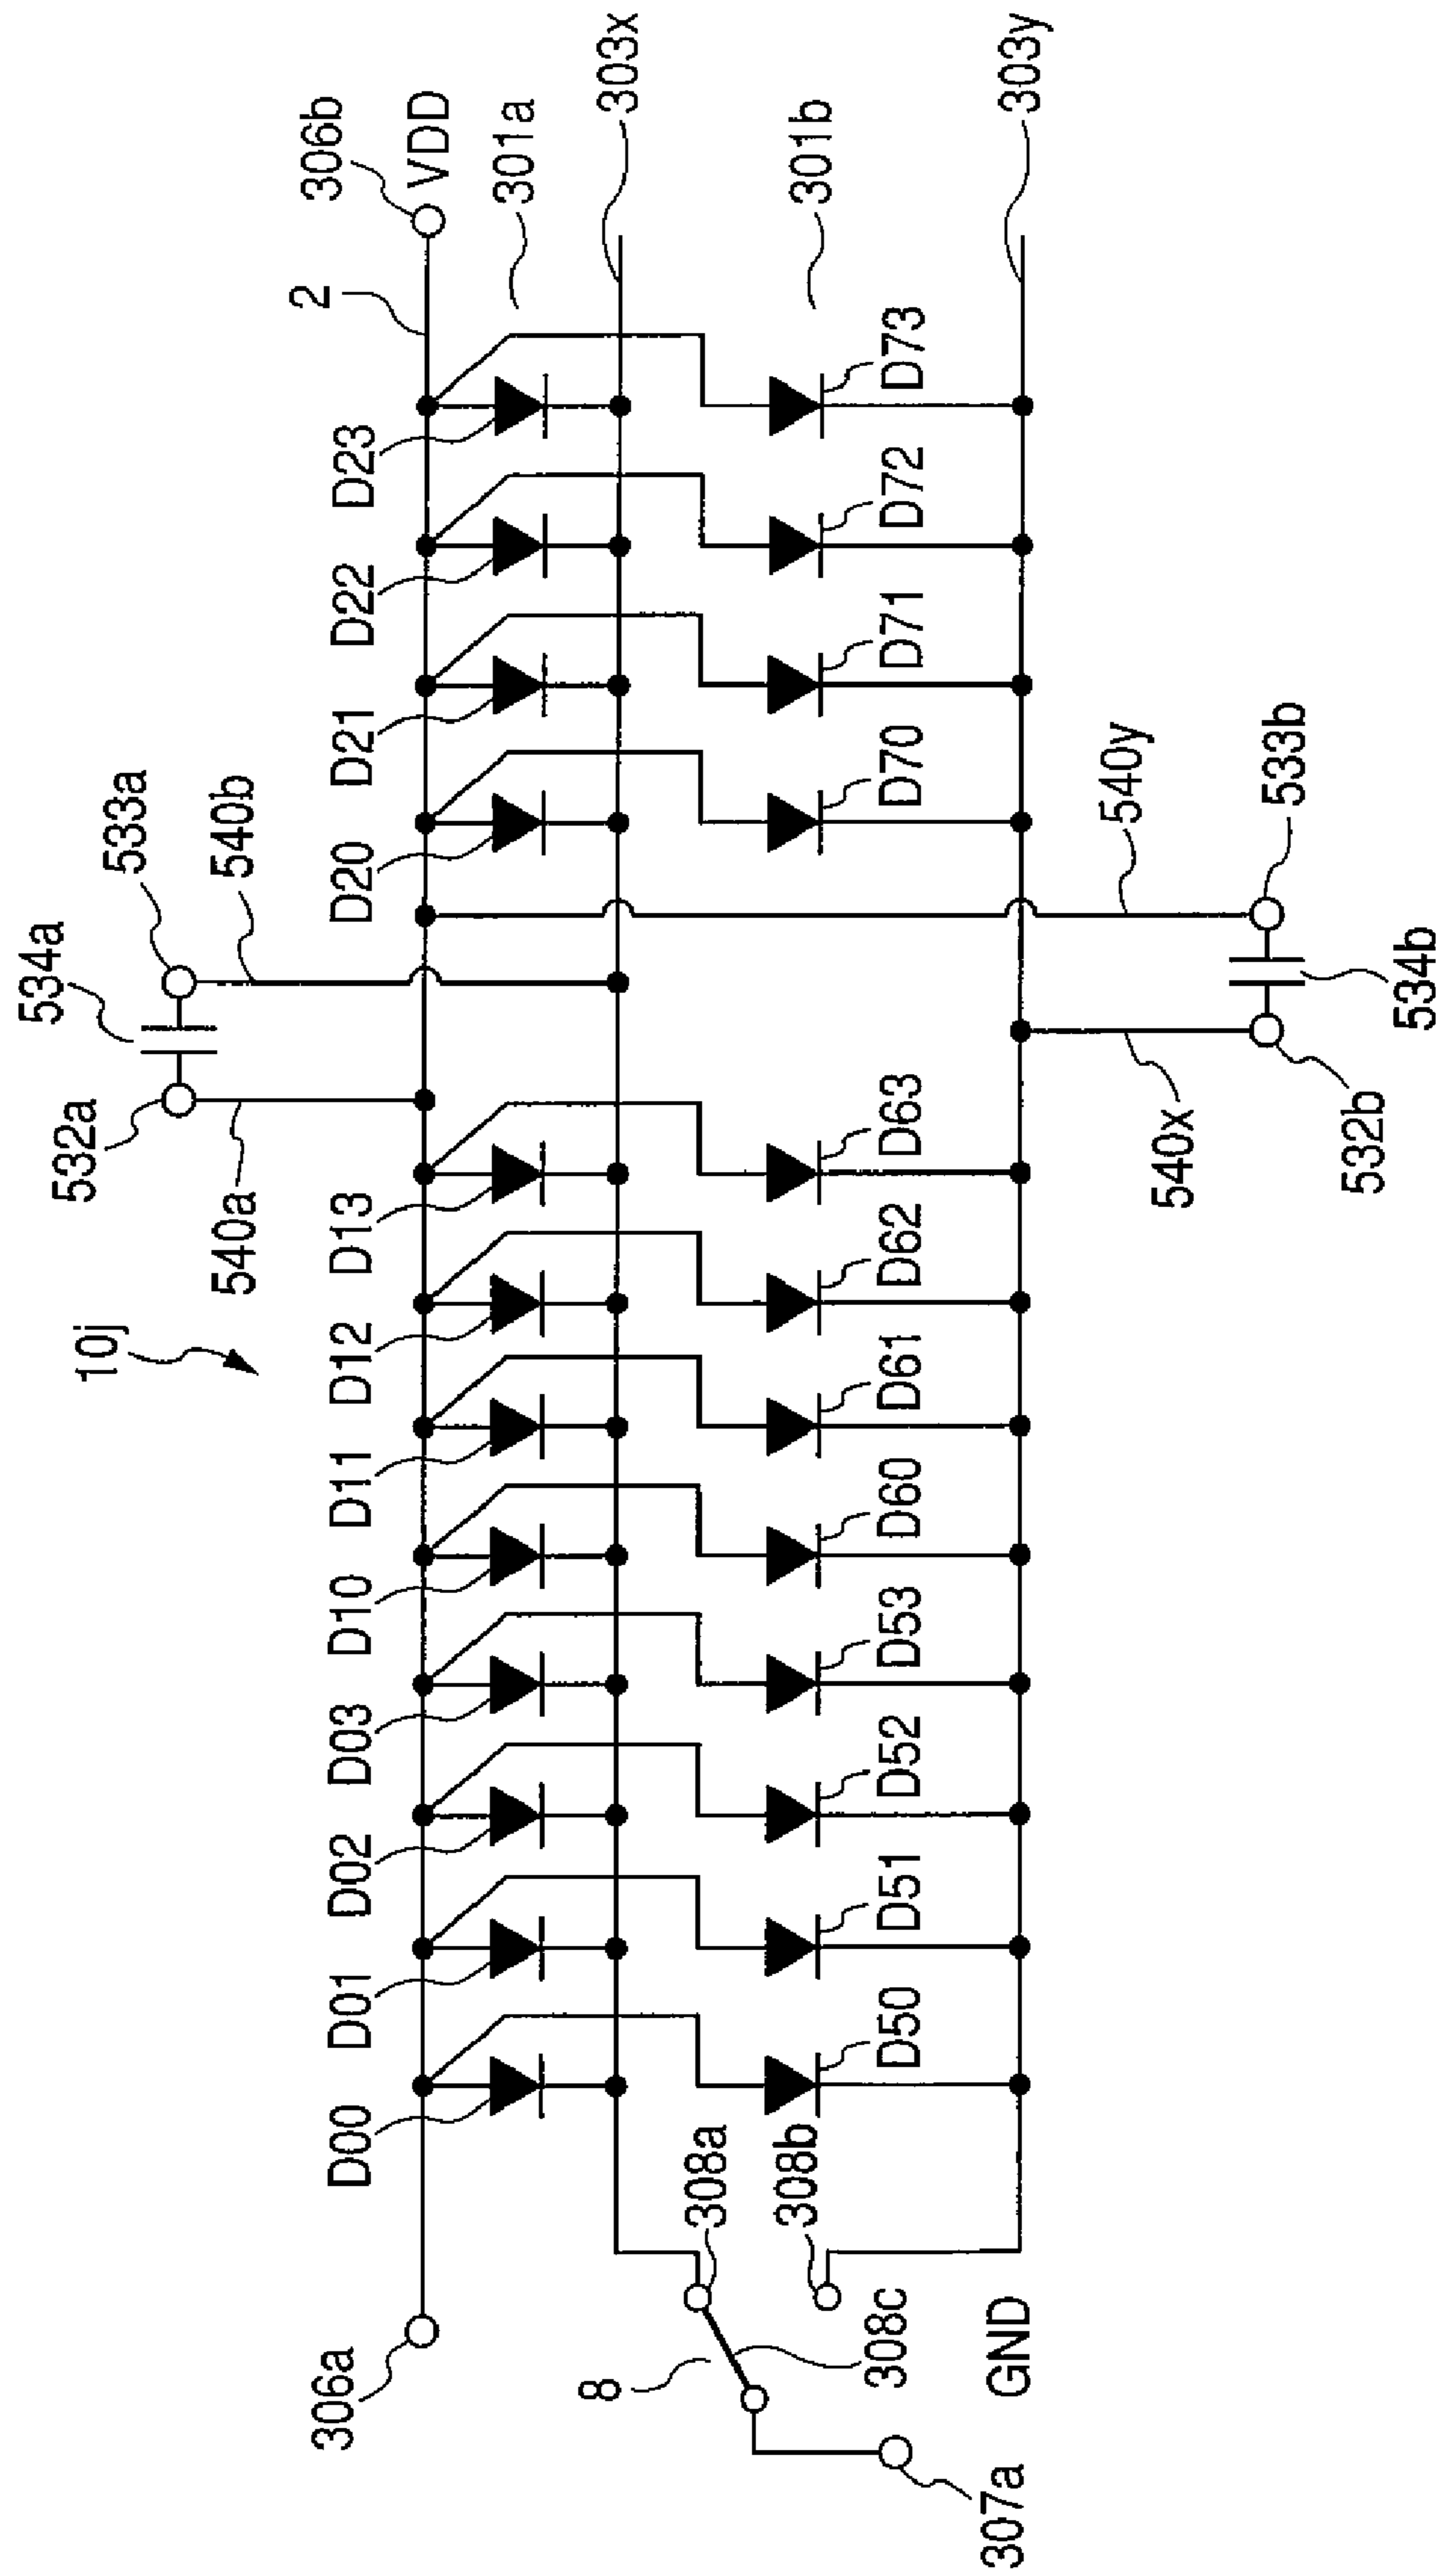 10j
534a
532a
533a
540a
540b
306a
D00
D01
D02
D03
D10
D11
D12
D13
D20
D21
D22
D23
2
306b
VDD
301a
303x
8
308a
308b
308c
307a
GND
D50
D51
D52
D53
D60
D61
D62
D63
D70
D71
D72
D73
301b
303y
540x
540y
532b
533b
534b